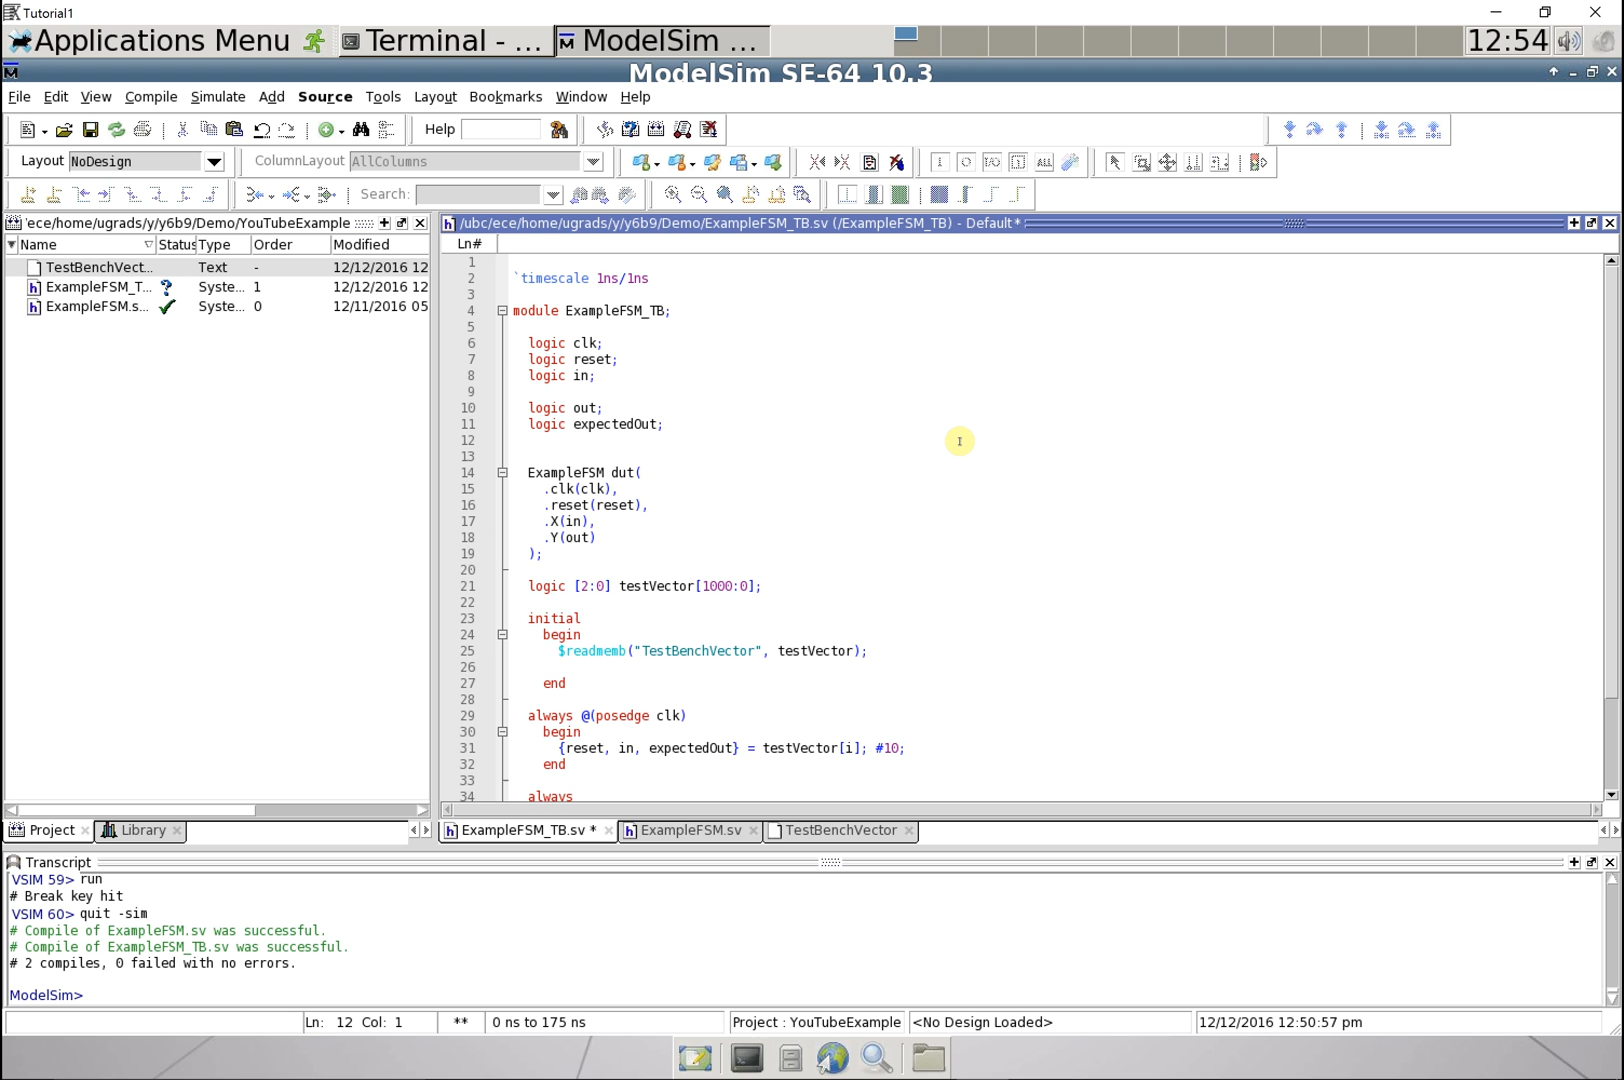 Tutorial1
Applications Menu
Terminal - ...
ModelSim ...
12:54
ModelSim SE-64 10.3
File Edit View Compile Simulate Add Source Tools Layout Bookmarks Window Help
Help
Layout NoDesign
ColumnLayout AllColumns
Search:
'ece/home/ugrads/y/y6b9/Demo/YouTubeExample
Name Status Type Order Modified
TestBenchVect... Text - 12/12/2016 12
ExampleFSM_T... ? Syste... 1 12/12/2016 12
ExampleFSM.s... Syste... 0 12/11/2016 05
/ubc/ece/home/ugrads/y/y6b9/Demo/ExampleFSM_TB.sv (/ExampleFSM_TB) - Default *
Ln#
1
2 `timescale 1ns/1ns
3
4 module ExampleFSM_TB;
5
6 logic clk;
7 logic reset;
8 logic in;
9
10 logic out;
11 logic expectedOut;
12
13
14 ExampleFSM dut(
15 .clk(clk),
16 .reset(reset),
17 .X(in),
18 .Y(out)
19 );
20
21 logic [2:0] testVector[1000:0];
22
23 initial
24 begin
25 $readmemb("TestBenchVector", testVector);
26
27 end
28
29 always @(posedge clk)
30 begin
31 {reset, in, expectedOut} = testVector[i]; #10;
32 end
33
34 always
Project
Library
ExampleFSM_TB.sv *
ExampleFSM.sv
TestBenchVector
Transcript
VSIM 59> run
# Break key hit
VSIM 60> quit -sim
# Compile of ExampleFSM.sv was successful.
# Compile of ExampleFSM_TB.sv was successful.
# 2 compiles, 0 failed with no errors.
ModelSim>
Ln: 12 Col: 1
**
0 ns to 175 ns
Project : YouTubeExample
<No Design Loaded>
12/12/2016 12:50:57 pm